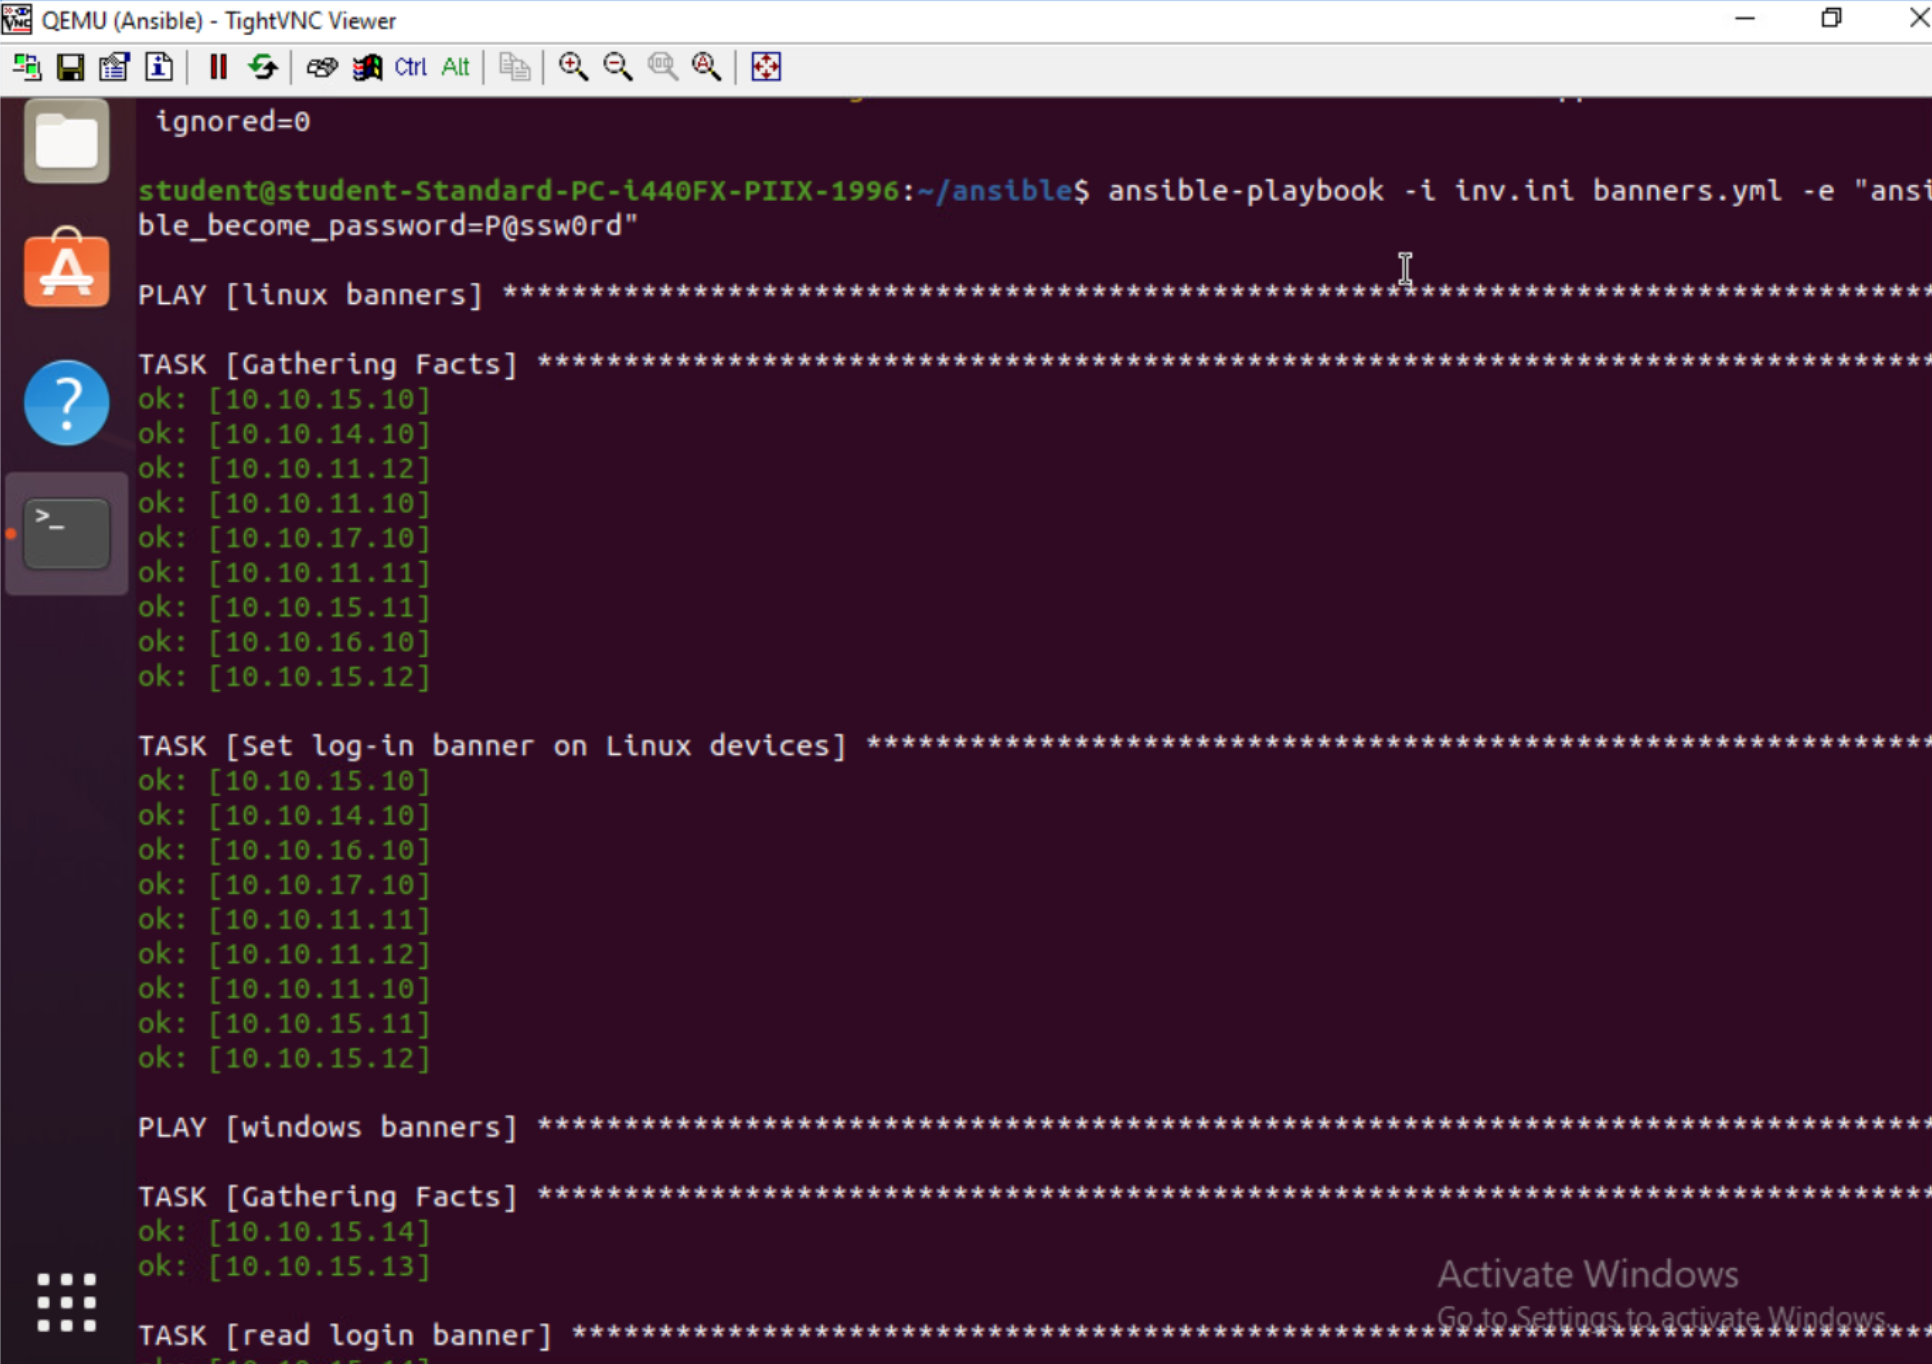 QEMU (Ansible) - TightVNC Viewer
Ctrl Alt
ignored=0
student@student-Standard-PC-i440FX-PIIX-1996:~/ansible$ ansible-playbook -i inv.ini banners.yml -e "ansi
ble_become_password=P@ssw0rd"
PLAY [linux banners] **********************************************************************************
TASK [Gathering Facts] ********************************************************************************
ok: [10.10.15.10]
ok: [10.10.14.10]
ok: [10.10.11.12]
ok: [10.10.11.10]
ok: [10.10.17.10]
ok: [10.10.11.11]
ok: [10.10.15.11]
ok: [10.10.16.10]
ok: [10.10.15.12]
TASK [Set log-in banner on Linux devices] *************************************************************
ok: [10.10.15.10]
ok: [10.10.14.10]
ok: [10.10.16.10]
ok: [10.10.17.10]
ok: [10.10.11.11]
ok: [10.10.11.12]
ok: [10.10.11.10]
ok: [10.10.15.11]
ok: [10.10.15.12]
PLAY [windows banners] ********************************************************************************
TASK [Gathering Facts] ********************************************************************************
ok: [10.10.15.14]
ok: [10.10.15.13]
Activate Windows
Go to Settings to activate Windows.
TASK [read login banner] ******************************************************************************